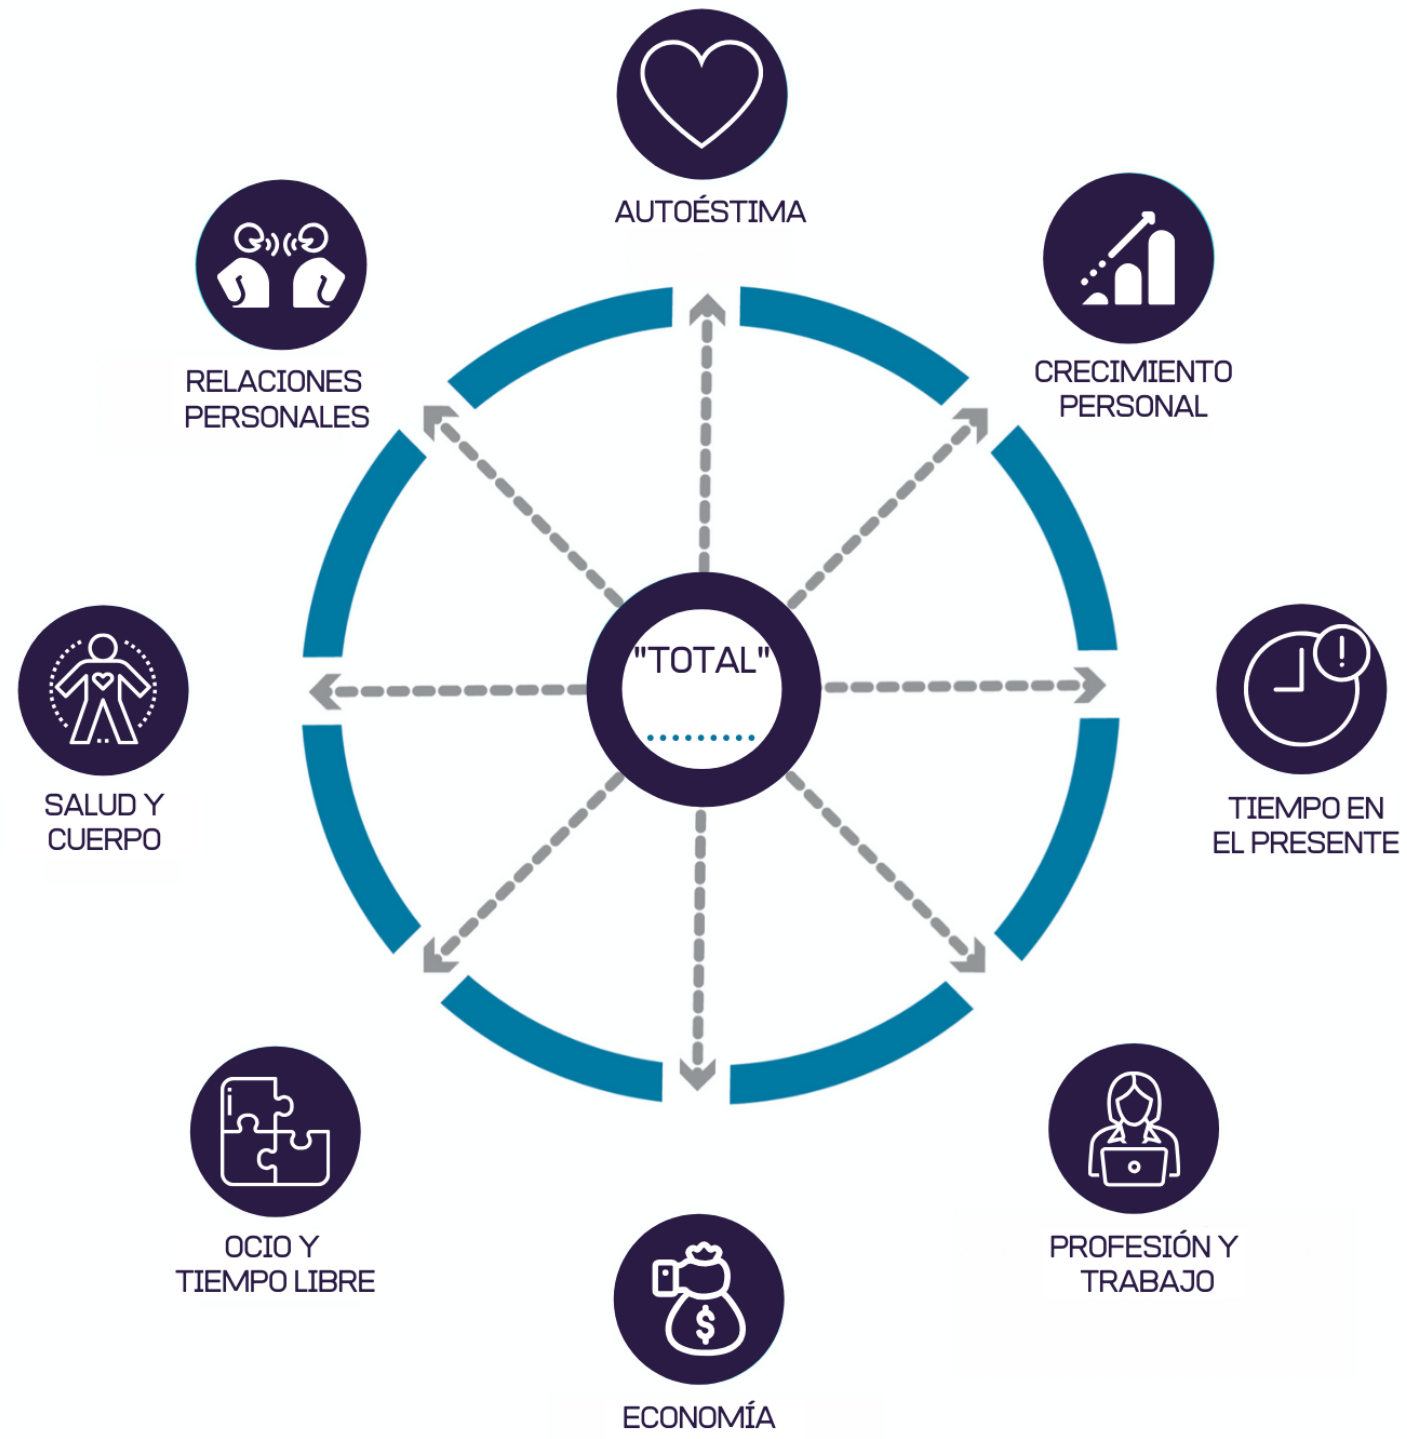 AUTOÉSTIMA
RELACIONES
PERSONALES
CRECIMIENTO
PERSONAL
"TOTAL"
.........
SALUD Y
CUERPO
TIEMPO EN
EL PRESENTE
OCIO Y
TIEMPO LIBRE
PROFESIÓN Y
TRABAJO
$
ECONOMÍA